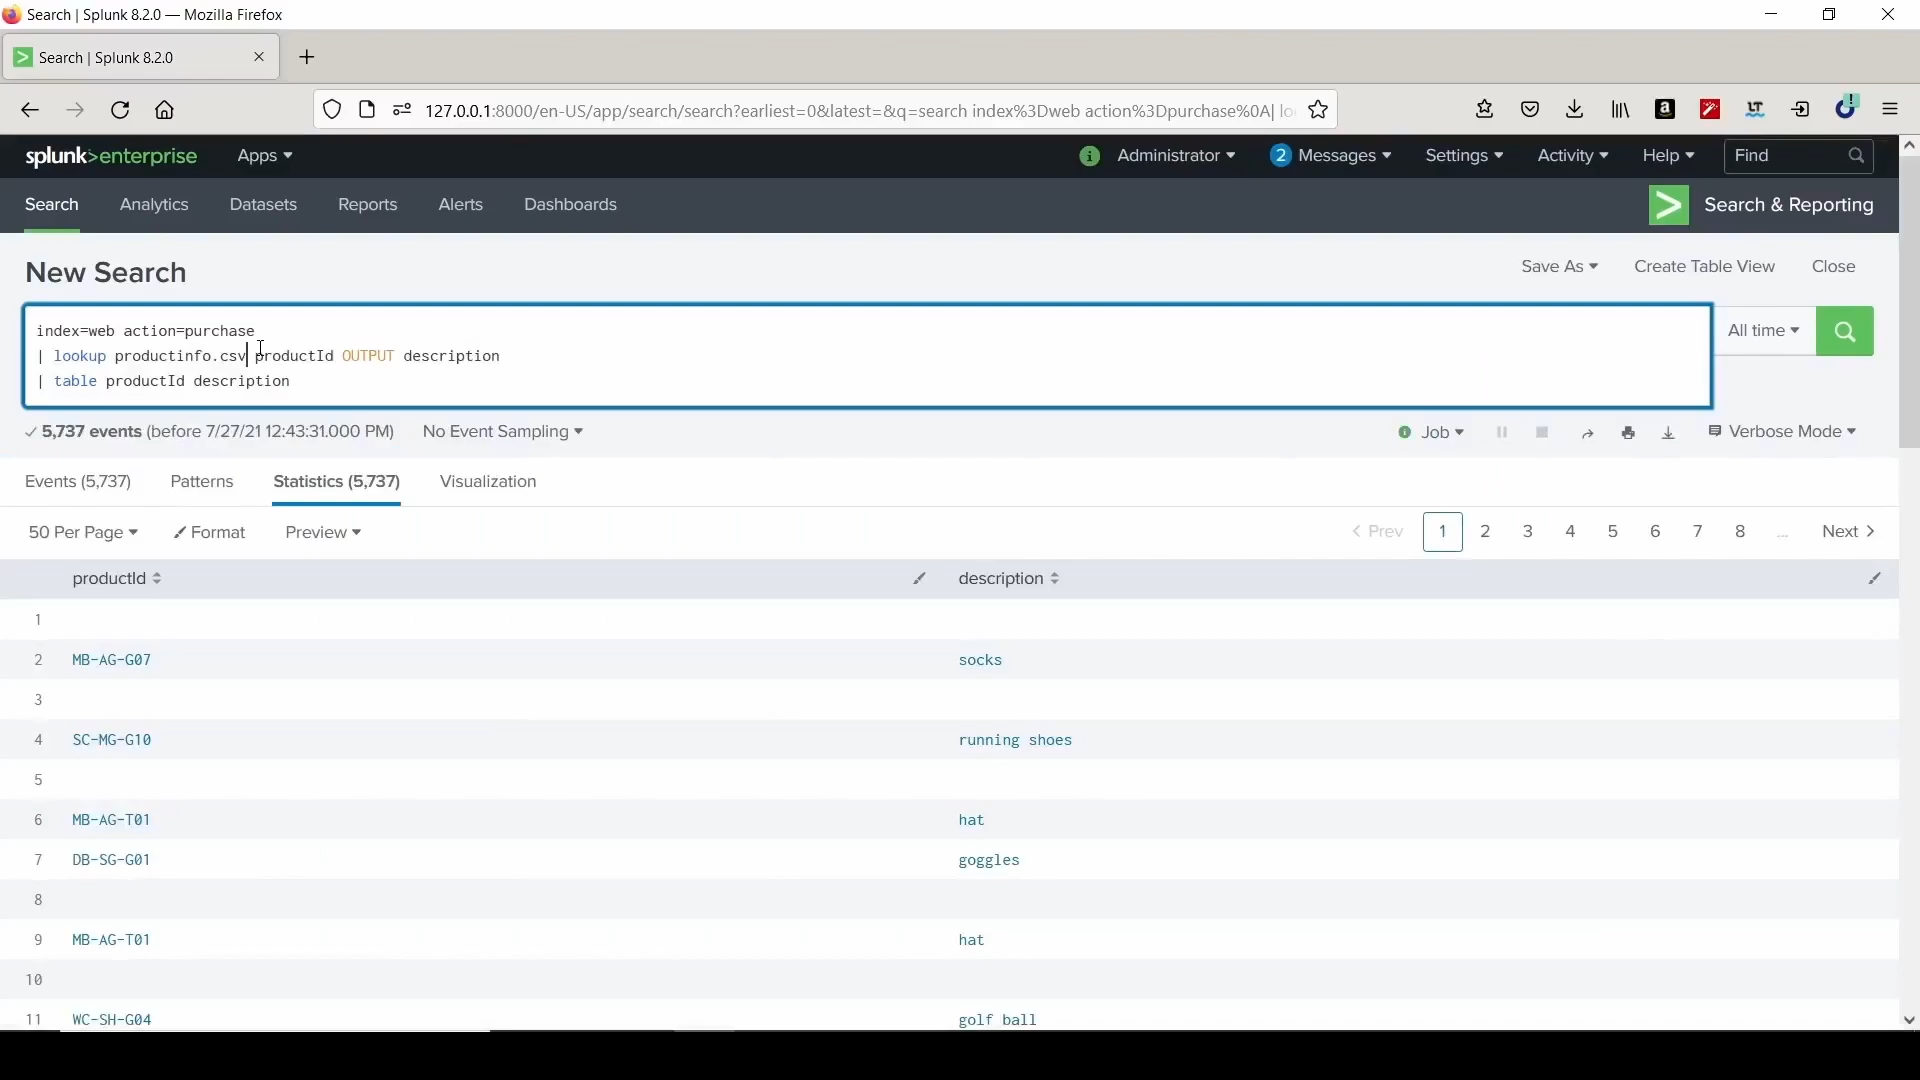 Search | Splunk 8.2.0 — Mozilla Firefox
Search | Splunk 8.2.0
127.0.0.1:8000/en-US/app/search/search?earliest=0&latest=&q=search index%3Dweb action%3Dpurchase%0A| lo
splunk>enterprise Apps Administrator 2 Messages Settings Activity Help Find
Search Analytics Datasets Reports Alerts Dashboards Search & Reporting
New Search Save As Create Table View Close
index=web action=purchase
| lookup productinfo.csv productId OUTPUT description
| table productId description
All time
5,737 events (before 7/27/21 12:43:31.000 PM) No Event Sampling Job Verbose Mode
Events (5,737) Patterns Statistics (5,737) Visualization
50 Per Page Format Preview < Prev 1 2 3 4 5 6 7 8 ... Next >
productId description
1
2 MB-AG-G07 socks
3
4 SC-MG-G10 running shoes
5
6 MB-AG-T01 hat
7 DB-SG-G01 goggles
8
9 MB-AG-T01 hat
10
11 WC-SH-G04 golf ball